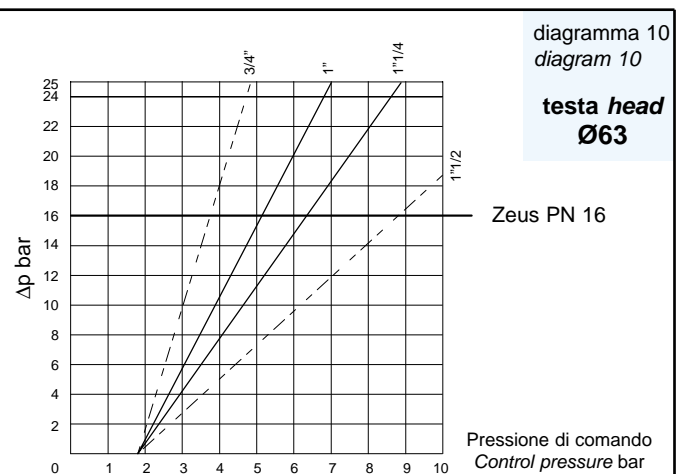 diagramma 10
diagram 10
testa head
Ø63
3/4"
1"
1"1/4
1"1/2
25
24
22
20
18
16
14
12
10
8
6
4
2
0 1 2 3 4 5 6 7 8 9 10
Δp bar
Zeus PN 16
Pressione di comando
Control pressure bar